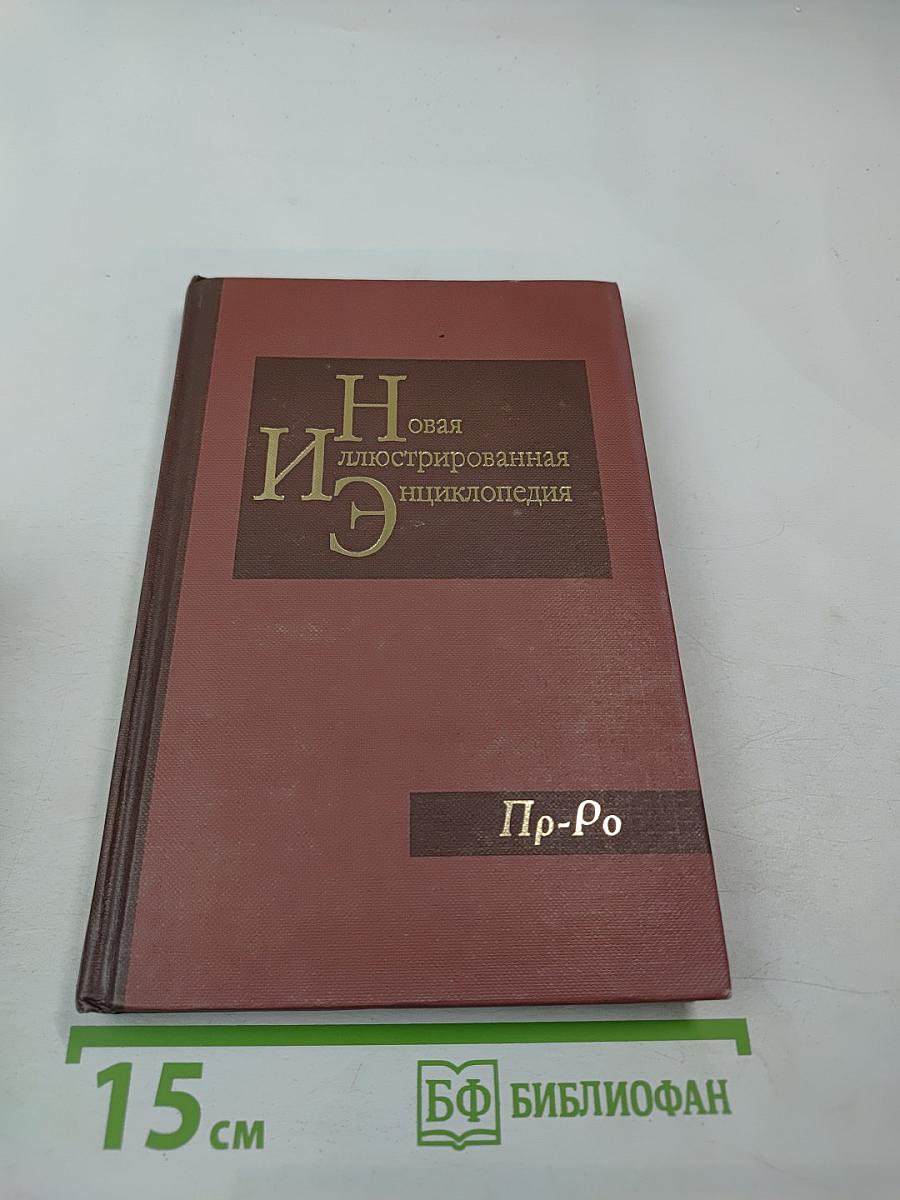 Новая
Иллюстрированная
Энциклопедия
Пр-Ро
15 см
БФ БИБЛИОФАН